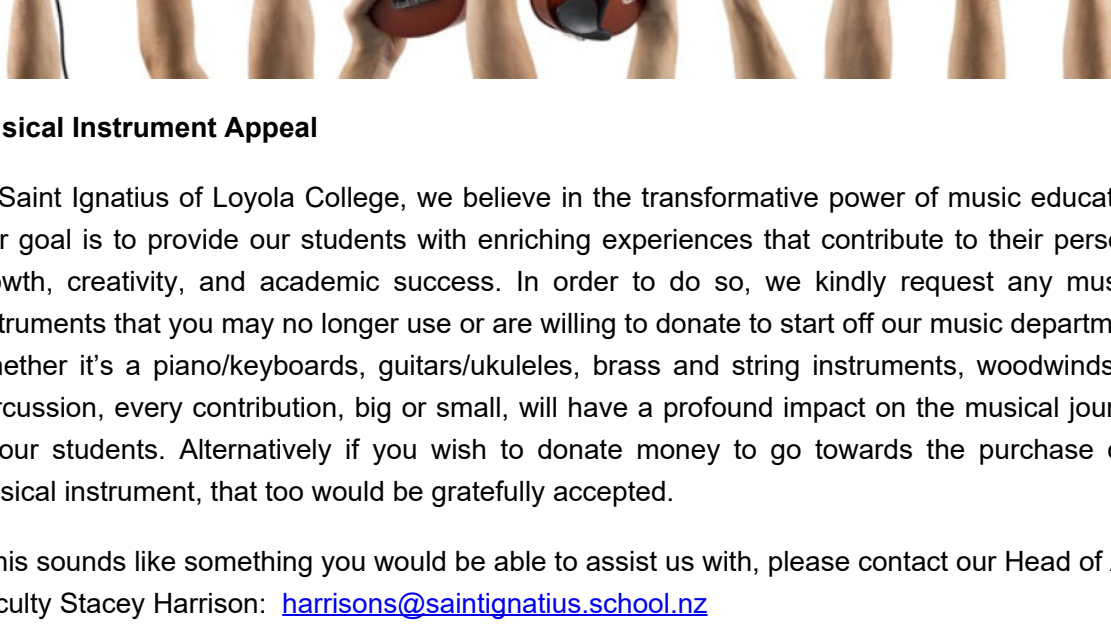 sical Instrument Appeal
Saint Ignatius of Loyola College, we believe in the transformative power of music educat
r goal is to provide our students with enriching experiences that contribute to their perso
wth, creativity, and academic success. In order to do so, we kindly request any mus
truments that you may no longer use or are willing to donate to start off our music departm
hether it's a piano/keyboards, guitars/ukuleles, brass and string instruments, woodwinds
rcussion, every contribution, big or small, will have a profound impact on the musical jour
our students. Alternatively if you wish to donate money to go towards the purchase o
sical instrument, that too would be gratefully accepted.
his sounds like something you would be able to assist us with, please contact our Head of A
culty Stacey Harrison: harrisons@saintignatius.school.nz